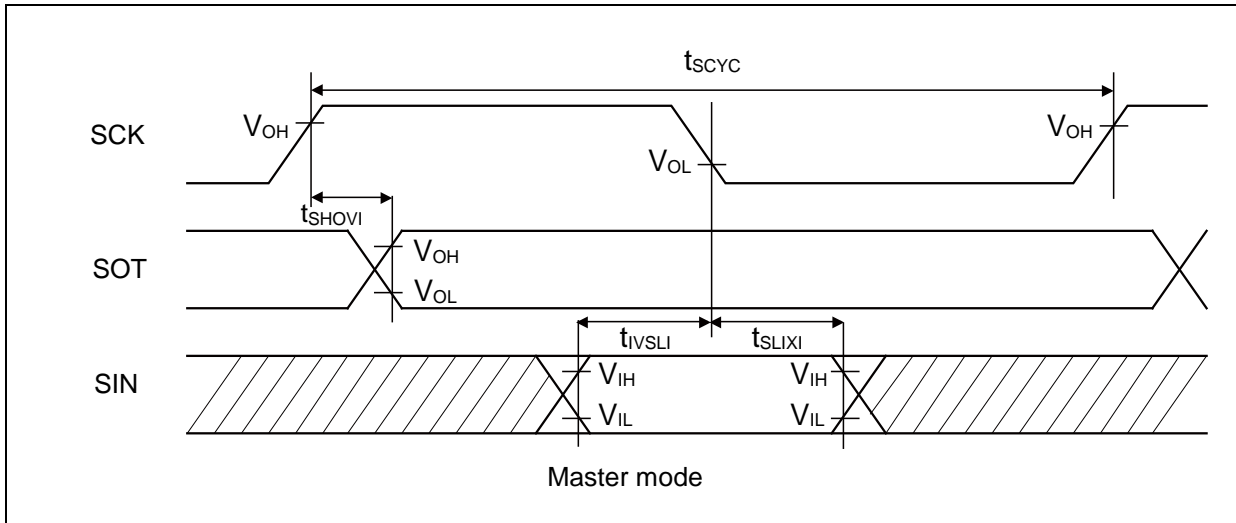 tSCYC
SCK
VOH
VOL
VOH
tSHOVI
SOT
VOH
VOL
tIVSLI
tSLIXI
SIN
VIH
VIL
VIH
VIL
Master mode